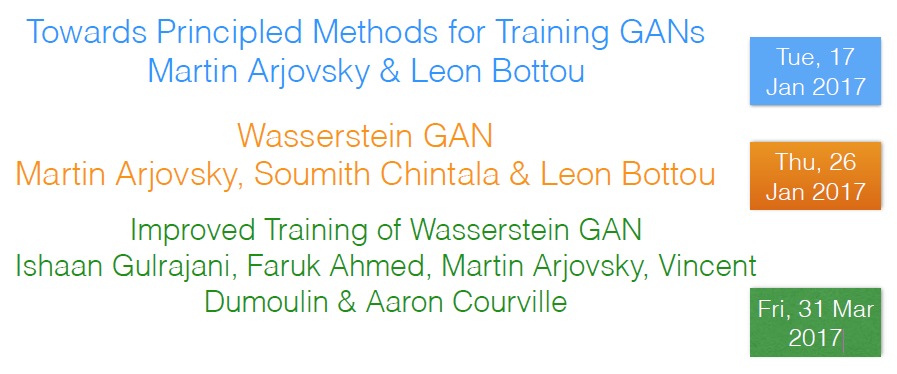 Towards Principled Methods for Training GANs
Martin Arjovsky & Leon Bottou
Tue, 17
Jan 2017
Wasserstein GAN
Martin Arjovsky, Soumith Chintala & Leon Bottou
Thu, 26
Jan 2017
Improved Training of Wasserstein GAN
Ishaan Gulrajani, Faruk Ahmed, Martin Arjovsky, Vincent
Dumoulin & Aaron Courville
Fri, 31 Mar
2017